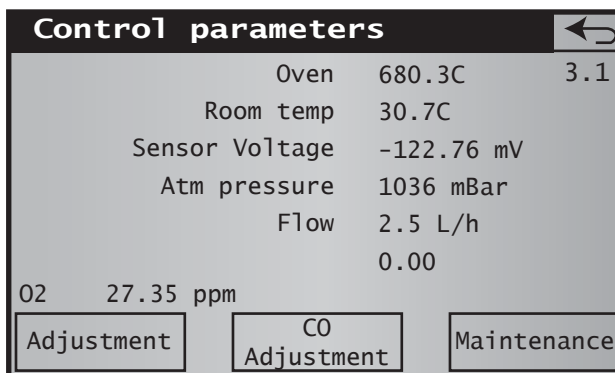 Control parameters
Oven 680.3C 3.1
Room temp 30.7C
Sensor Voltage -122.76 mV
Atm pressure 1036 mBar
Flow 2.5 L/h
0.00
O2 27.35 ppm
Adjustment
CO
Adjustment
Maintenance